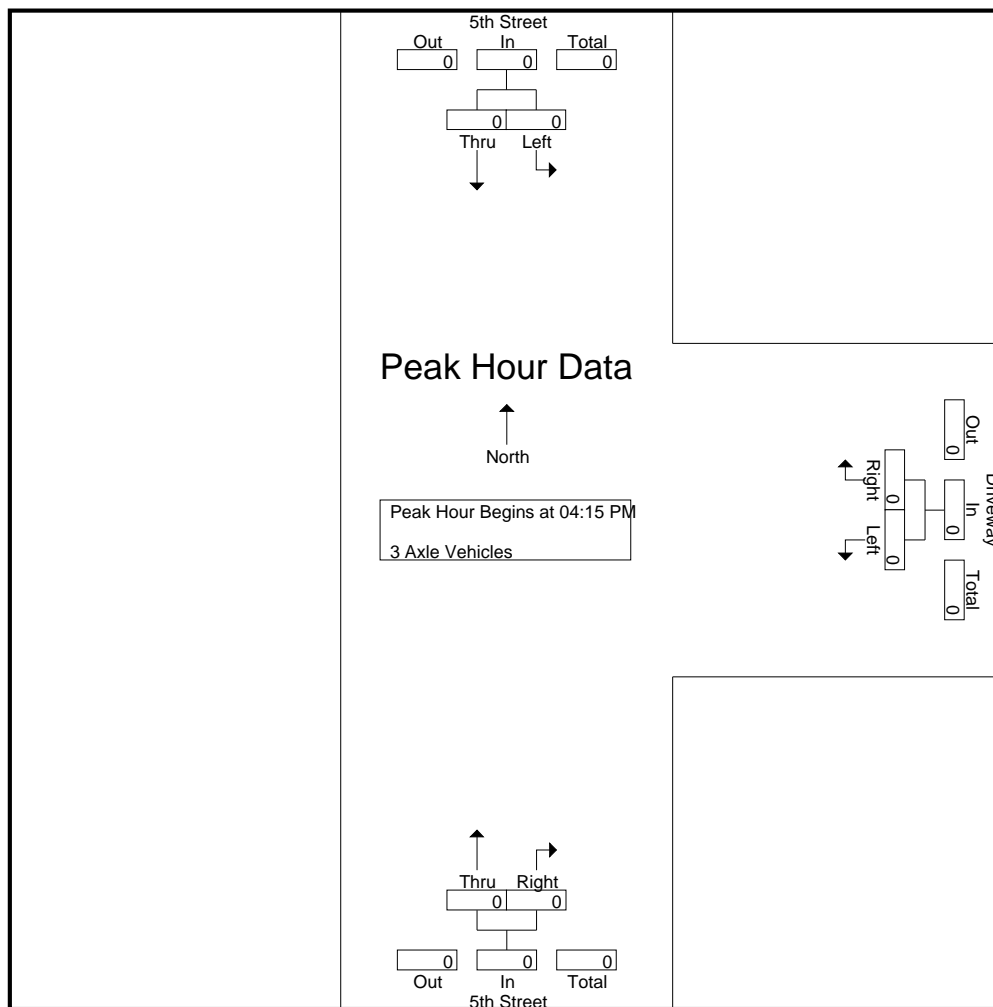 5th Street
Out In Total
0 0 0
0 0
Thru Left
Peak Hour Data
North
Peak Hour Begins at 04:15 PM
3 Axle Vehicles
Right Left
0 0
Out In Total
0 0 0
Driveway
Thru Right
0 0
0 0 0
Out In Total
5th Street